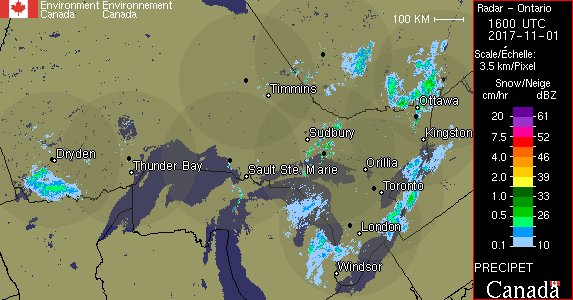 Environment Environnement
Canada Canada
100 KM
Radar - Ontario
1600 UTC
2017-11-01
Scale/Échelle:
3.5 km/Pixel
Snow/Neige
cm/hr dBZ
20 61
7.5 52
4.0 46
2.0 39
1.0 33
0.5 26
0.1 10
PRECIPET
Canada
Timmins
Ottawa
Sudbury
Kingston
Dryden
Thunder Bay
Sault Ste. Marie
Orillia
Toronto
London
Windsor